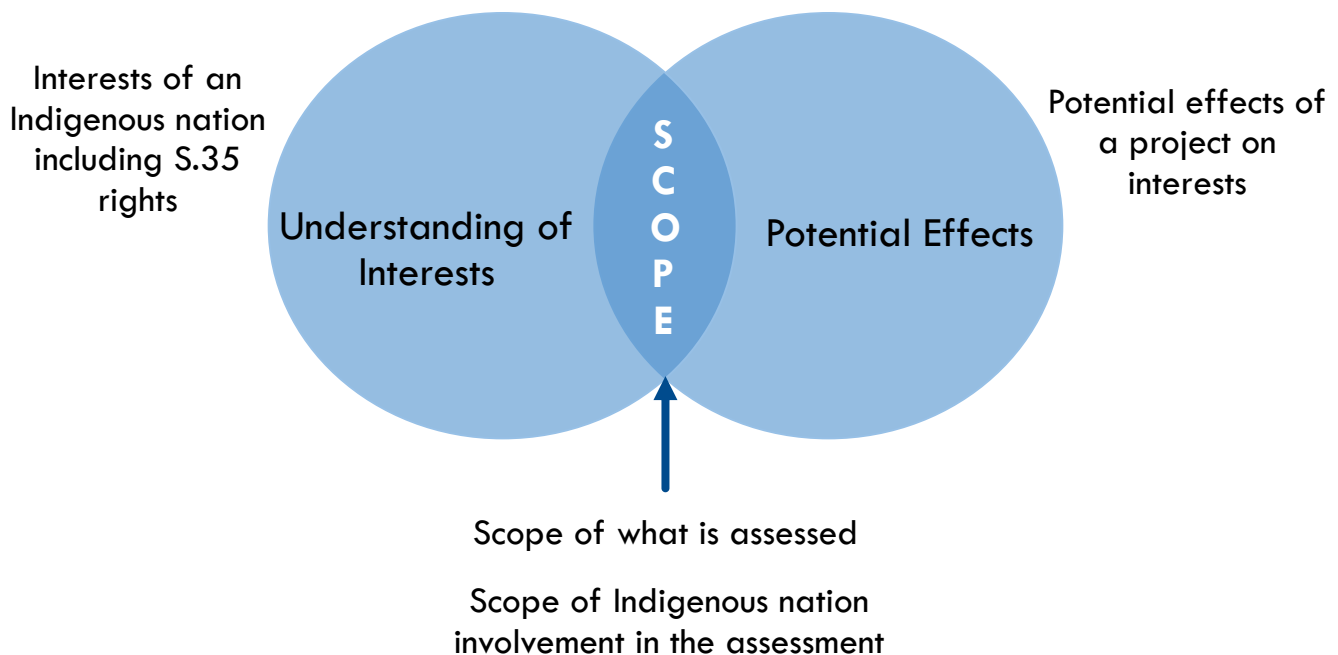 Interests of an
Indigenous nation
including S.35
rights
Understanding of
Interests
SCOPE
Potential Effects
Potential effects of
a project on
interests
Scope of what is assessed
Scope of Indigenous nation
involvement in the assessment